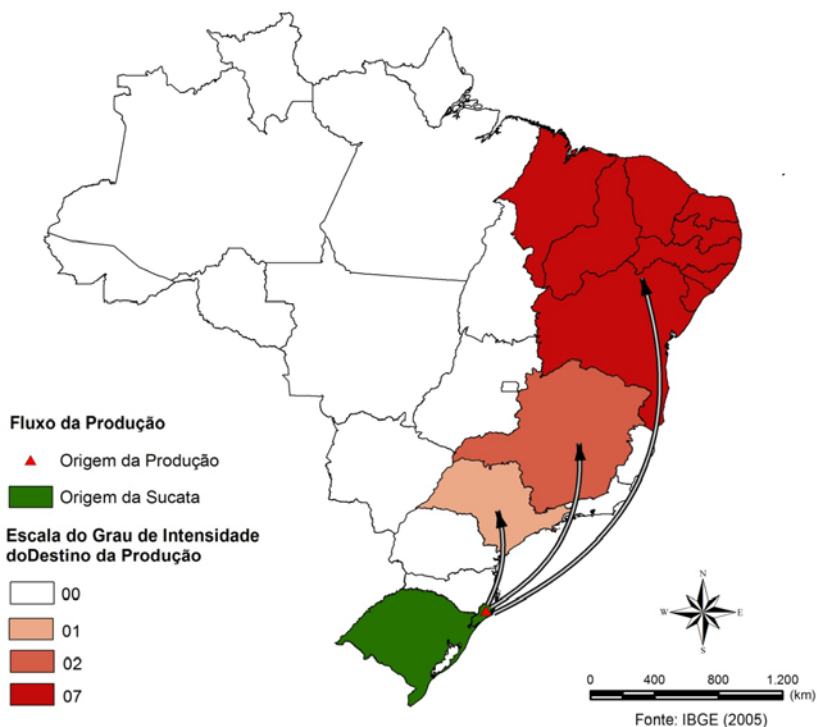 Fluxo da Produção
Origem da Produção
Origem da Sucata
Escala do Grau de Intensidade
doDestino da Produção
00
01
02
07
N
W
E
S
0 400 800 1.200
(km)
Fonte: IBGE (2005)